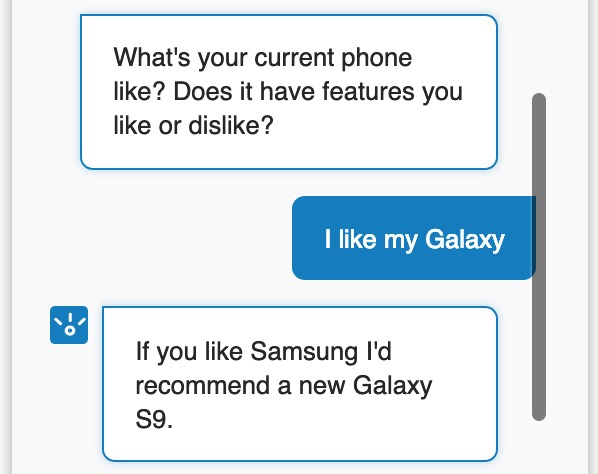 What's your current phone
like? Does it have features you
like or dislike?
I like my Galaxy
If you like Samsung I'd
recommend a new Galaxy
S9.